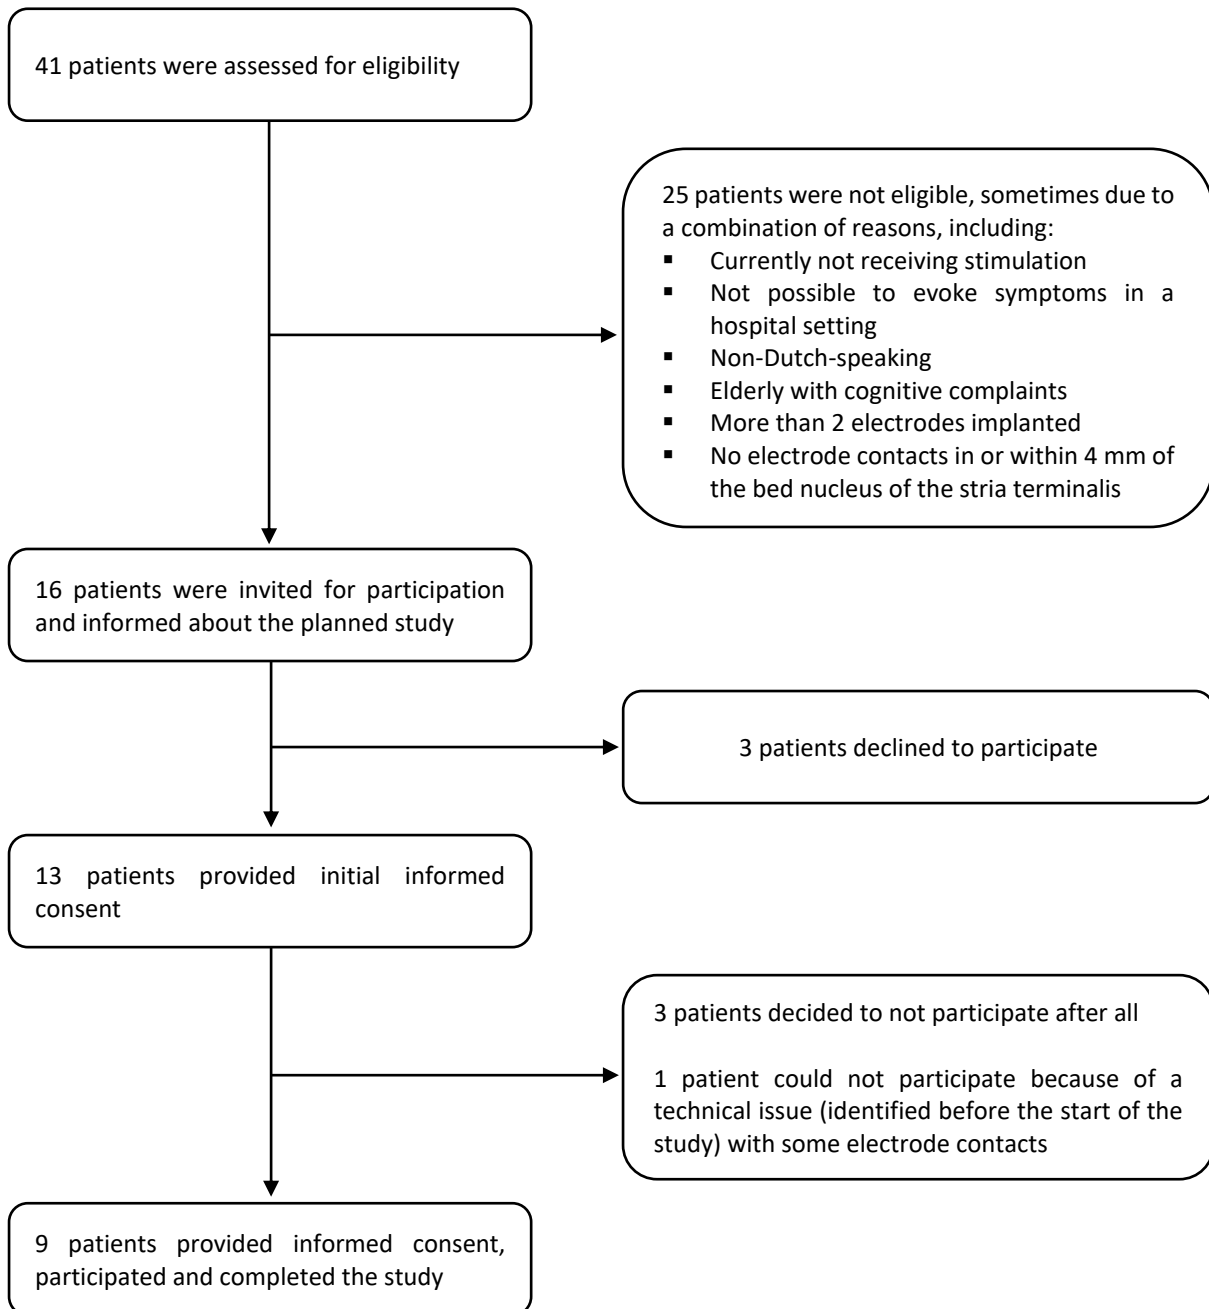 41 patients were assessed for eligibility
25 patients were not eligible, sometimes due to
a combination of reasons, including:
▪ Currently not receiving stimulation
▪ Not possible to evoke symptoms in a
hospital setting
▪ Non-Dutch-speaking
▪ Elderly with cognitive complaints
▪ More than 2 electrodes implanted
▪ No electrode contacts in or within 4 mm of
the bed nucleus of the stria terminalis
16 patients were invited for participation
and informed about the planned study
3 patients declined to participate
13 patients provided initial informed
consent
3 patients decided to not participate after all
1 patient could not participate because of a
technical issue (identified before the start of the
study) with some electrode contacts
9 patients provided informed consent,
participated and completed the study